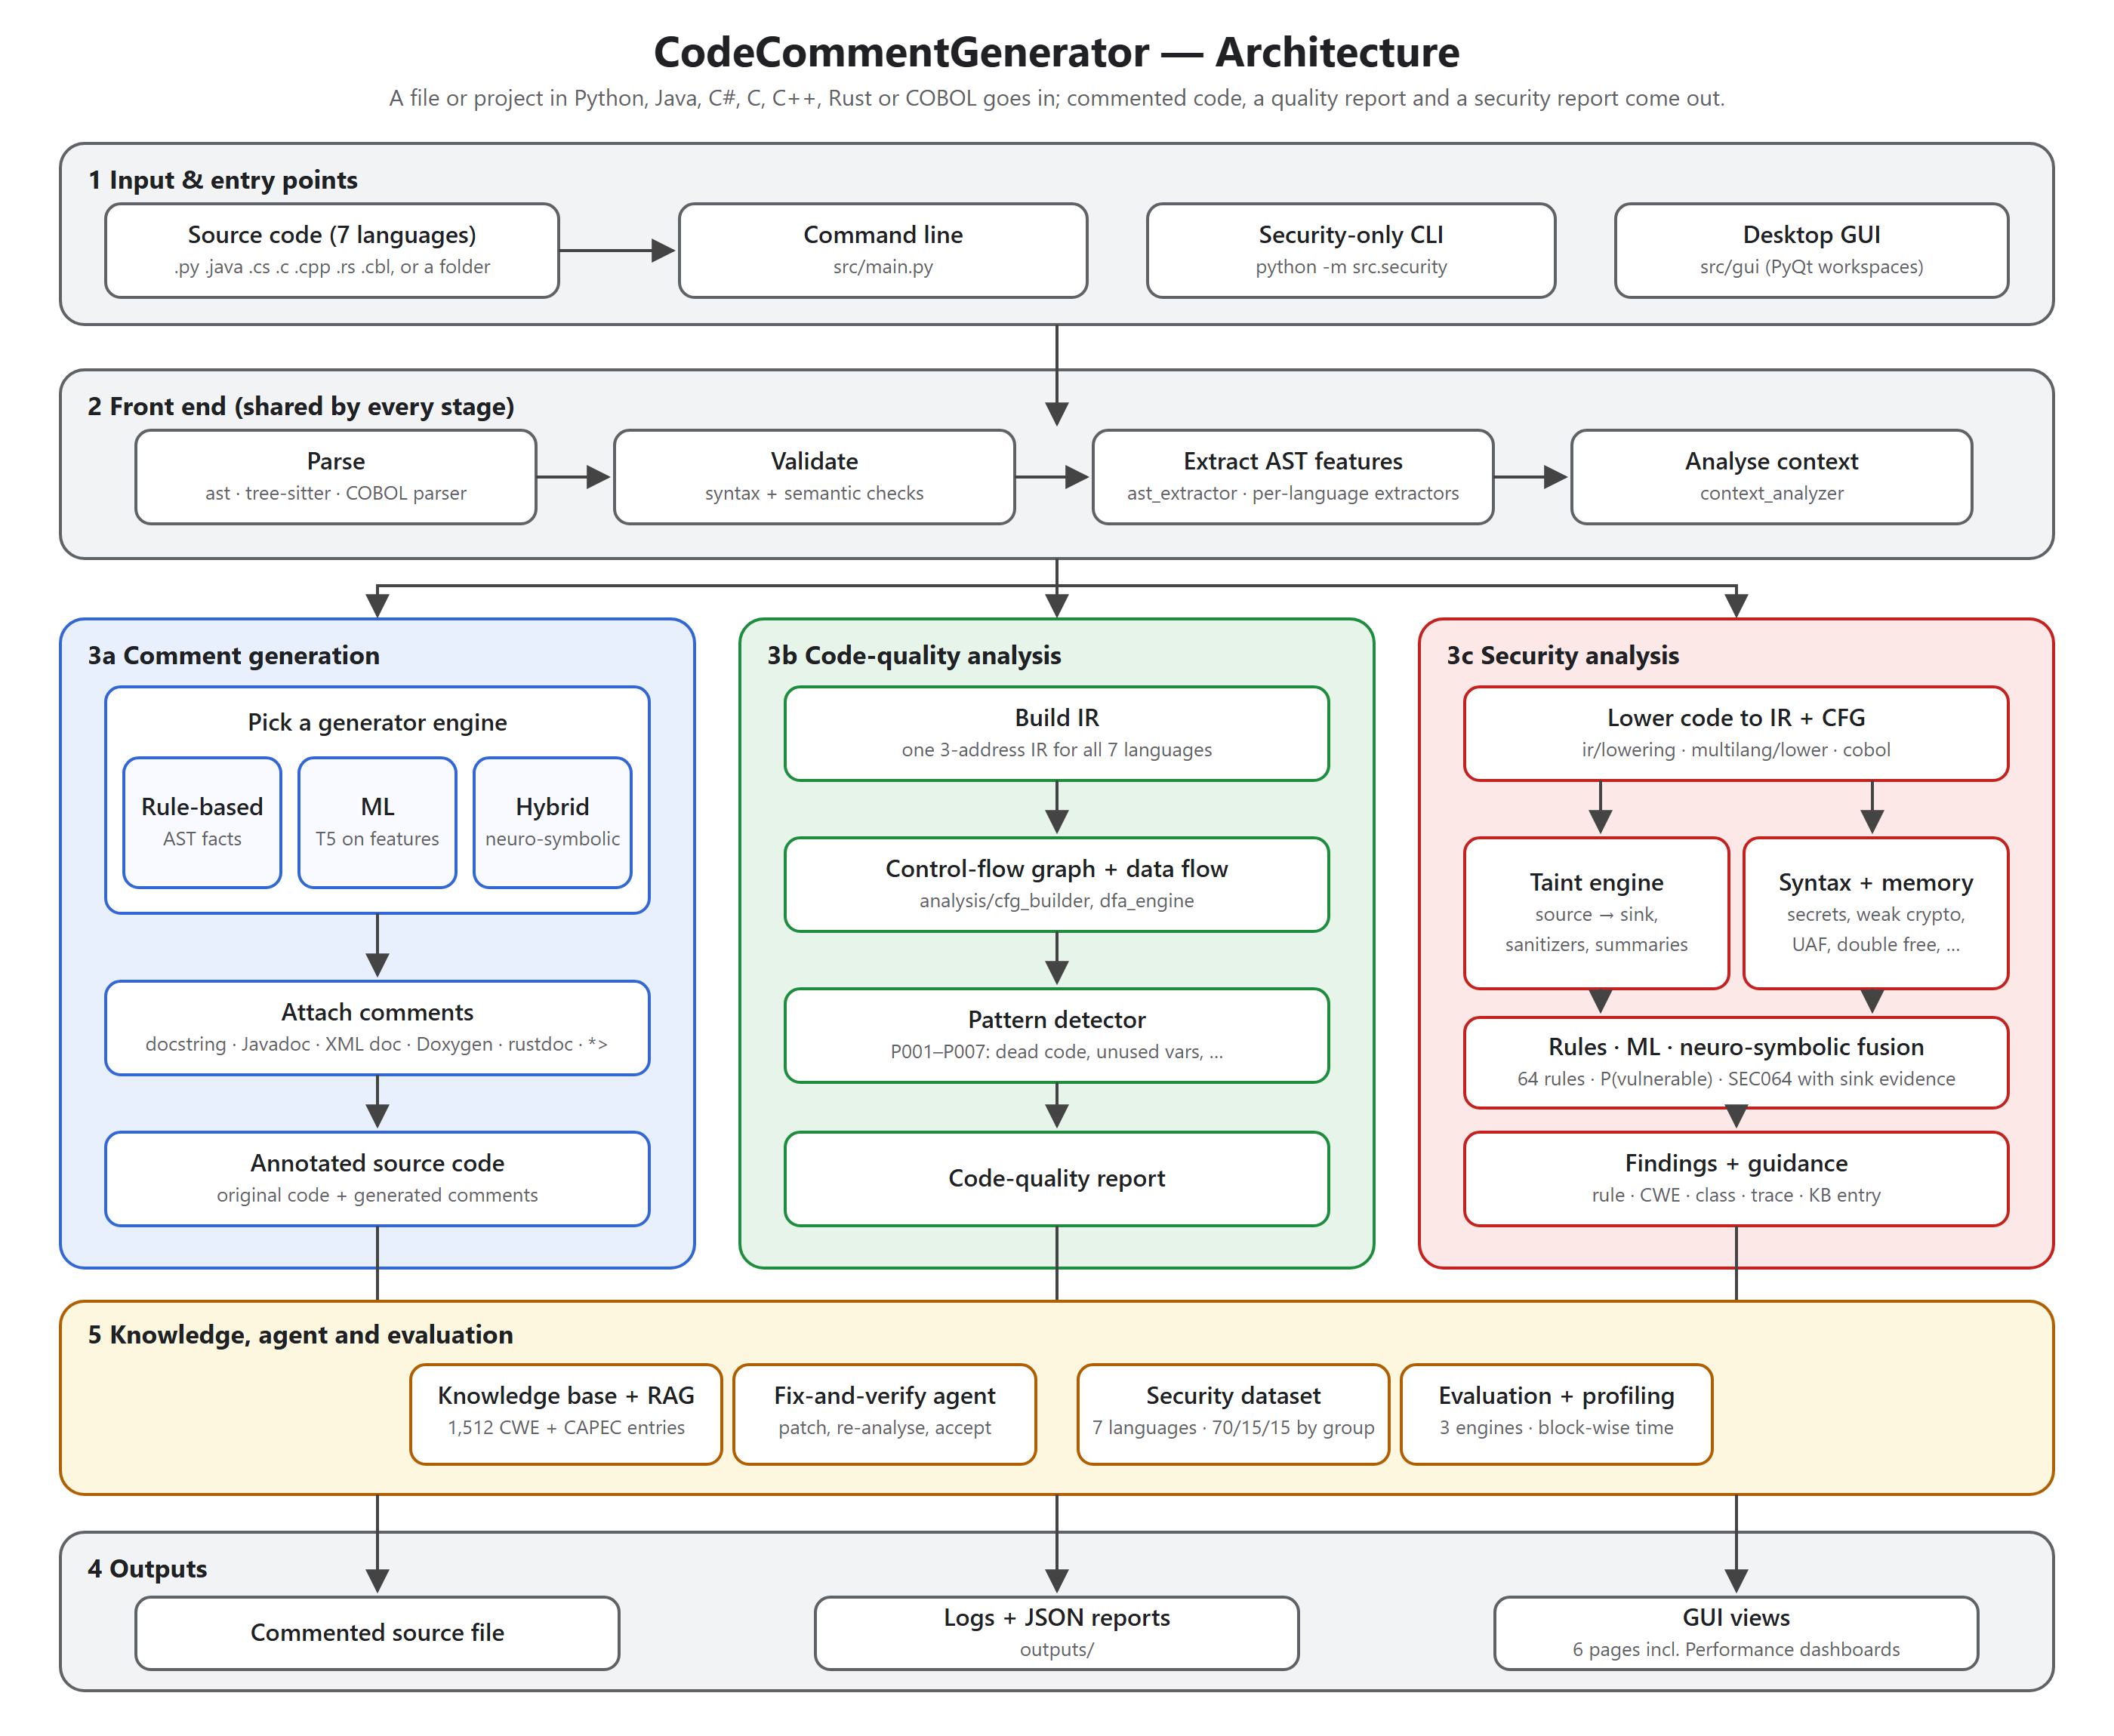 CodeCommentGenerator — Architecture
A file or project in Python, Java, C#, C, C++, Rust or COBOL goes in; commented code, a quality report and a security report come out.
1 Input & entry points
Source code (7 languages)
.py .java .cs .c .cpp .rs .cbl, or a folder
Command line
src/main.py
Security-only CLI
python -m src.security
Desktop GUI
src/gui (PyQt workspaces)
2 Front end (shared by every stage)
Parse
ast · tree-sitter · COBOL parser
Validate
syntax + semantic checks
Extract AST features
ast_extractor · per-language extractors
Analyse context
context_analyzer
3a Comment generation
Pick a generator engine
Rule-based
AST facts
ML
T5 on features
Hybrid
neuro-symbolic
Attach comments
docstring · Javadoc · XML doc · Doxygen · rustdoc · *>
Annotated source code
original code + generated comments
3b Code-quality analysis
Build IR
one 3-address IR for all 7 languages
Control-flow graph + data flow
analysis/cfg_builder, dfa_engine
Pattern detector
P001–P007: dead code, unused vars, ...
Code-quality report
3c Security analysis
Lower code to IR + CFG
ir/lowering · multilang/lower · cobol
Taint engine
source → sink,
sanitizers, summaries
Syntax + memory
secrets, weak crypto,
UAF, double free, ...
Rules · ML · neuro-symbolic fusion
64 rules · P(vulnerable) · SEC064 with sink evidence
Findings + guidance
rule · CWE · class · trace · KB entry
5 Knowledge, agent and evaluation
Knowledge base + RAG
1,512 CWE + CAPEC entries
Fix-and-verify agent
patch, re-analyse, accept
Security dataset
7 languages · 70/15/15 by group
Evaluation + profiling
3 engines · block-wise time
4 Outputs
Commented source file
Logs + JSON reports
outputs/
GUI views
6 pages incl. Performance dashboards